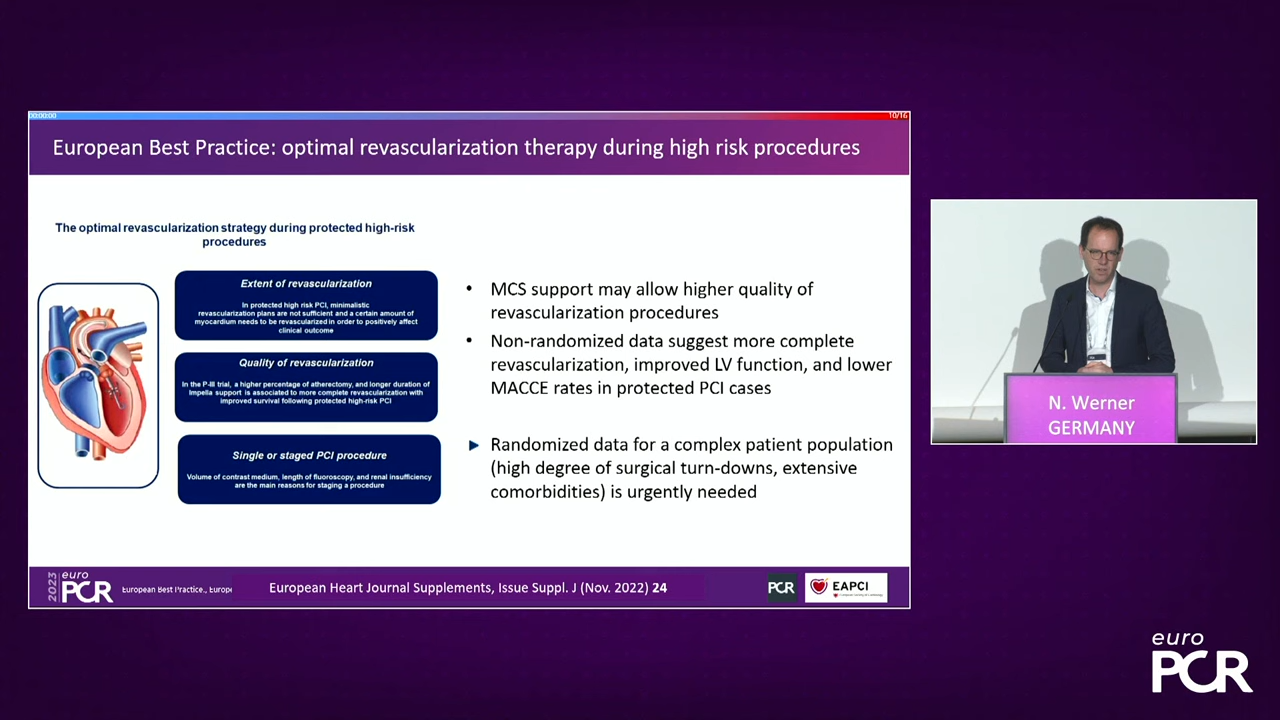 00:00:00
10/16
European Best Practice: optimal revascularization therapy during high risk procedures
The optimal revascularization strategy during protected high-risk
procedures
Extent of revascularization
In protected high risk PCI, minimalistic
revascularization plans are not sufficient and a certain amount of
myocardium needs to be revascularized in order to positively affect
clinical outcome
Quality of revascularization
In the P-III trial, a higher percentage of atherectomy, and longer duration of
Impella support is associated to more complete revascularization with
improved survival following protected high-risk PCI
Single or staged PCI procedure
Volume of contrast medium, length of fluoroscopy, and renal insufficiency
are the main reasons for staging a procedure
• MCS support may allow higher quality of
revascularization procedures
• Non-randomized data suggest more complete
revascularization, improved LV function, and lower
MACCE rates in protected PCI cases
Randomized data for a complex patient population
(high degree of surgical turn-downs, extensive
comorbidities) is urgently needed
2023
euro
PCR
European Best Practice., Europe
European Heart Journal Supplements, Issue Suppl. J (Nov. 2022) 24
PCR
EAPCI
N. Werner
GERMANY
euro
PCR